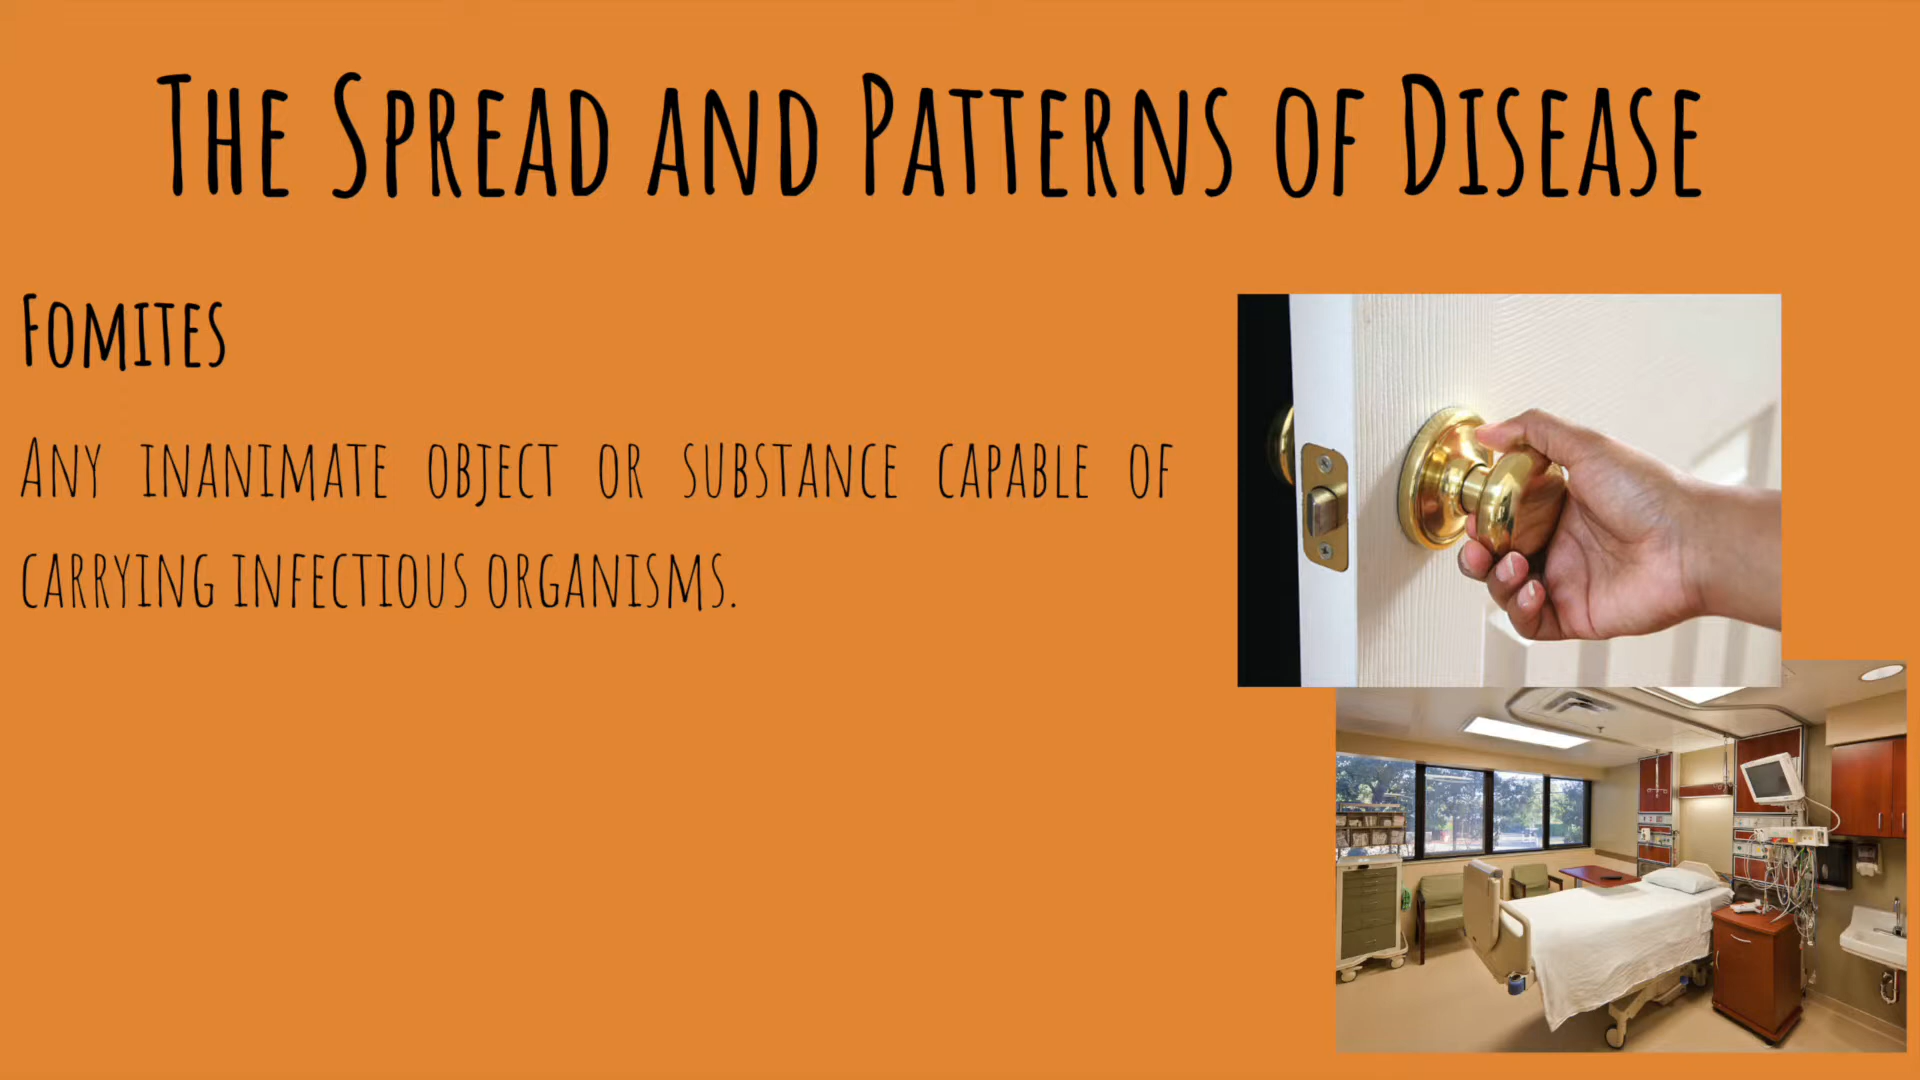 The Spread and Patterns of Disease
Fomites
Any inanimate object or substance capable of
carrying infectious organisms.